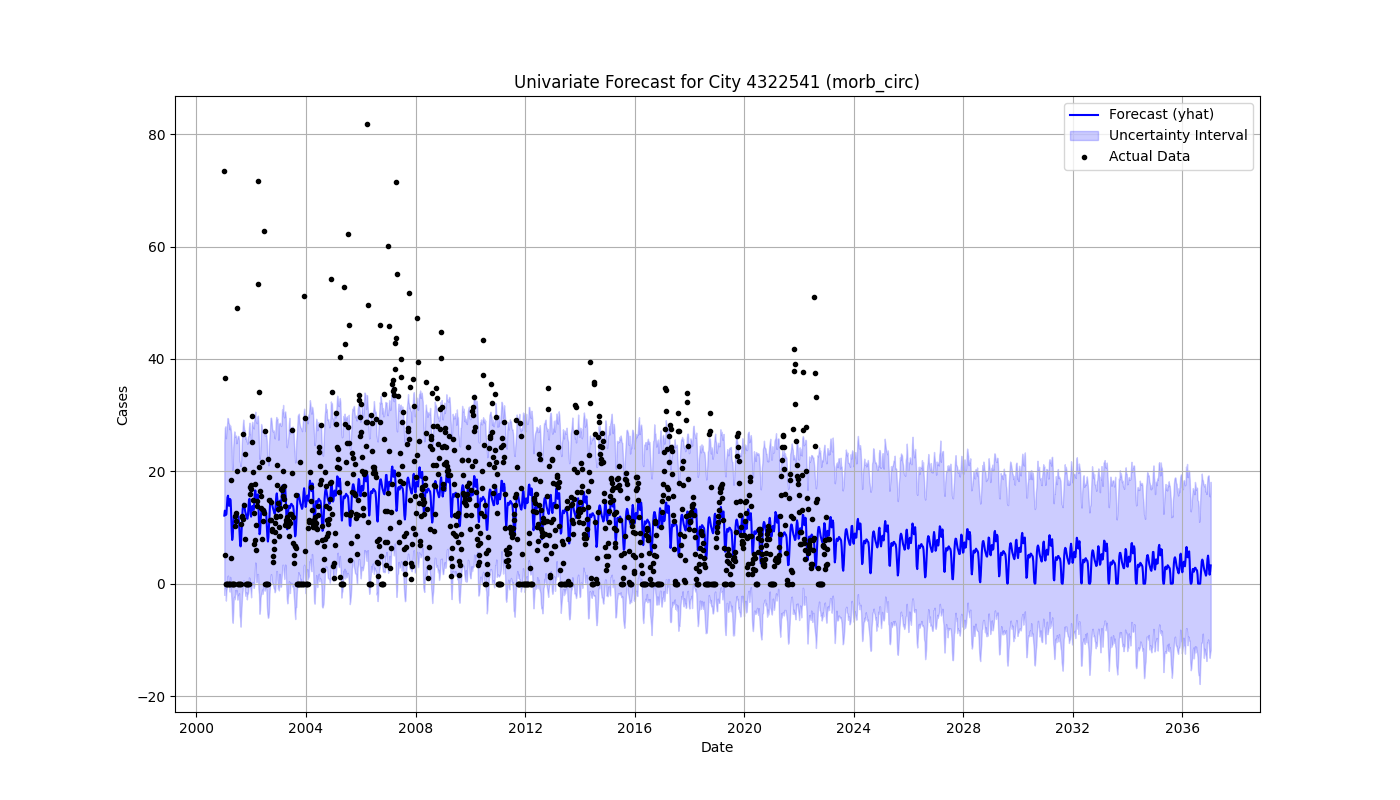 Univariate Forecast for City 4322541 (morb_circ)
Forecast (yhat)
Uncertainty Interval
Actual Data
Cases
80
60
40
20
0
−20
2000 2004 2008 2012 2016 2020 2024 2028 2032 2036
Date